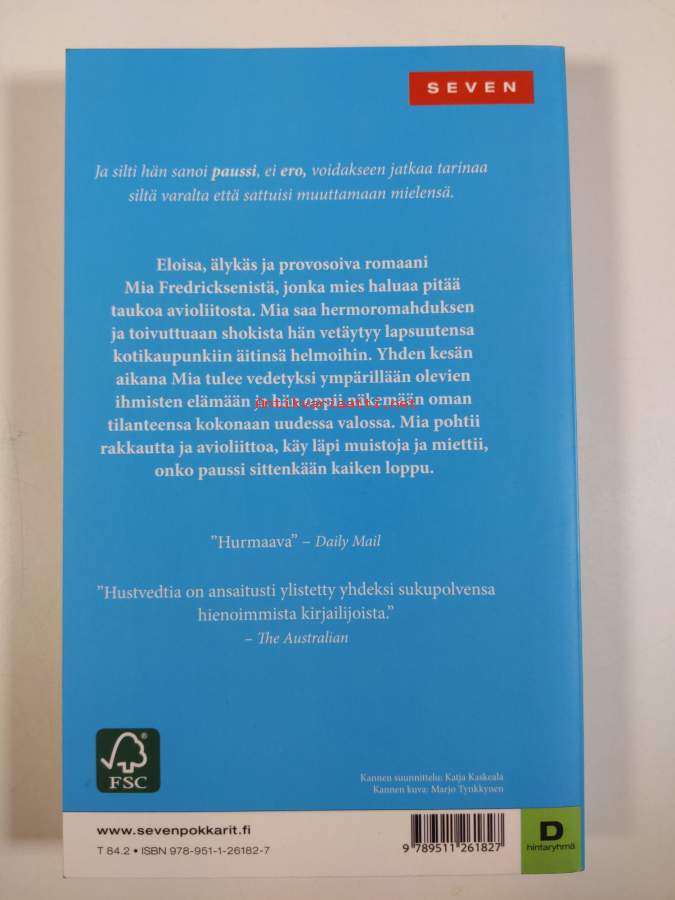 SEVEN
Ja silti hän sanoi paussi, ei ero, voidakseen jatkaa tarinaa
siltä varalta että sattuisi muuttamaan mielensä.
Eloisa, älykäs ja provosoiva romaani
Mia Fredricksenistä, jonka mies haluaa pitää
taukoa avioliitosta. Mia saa hermoromahduksen
ja toivuttuaan shokista hän vetäytyy lapsuutensa
kotikaupunkiin äitinsä helmoihin. Yhden kesän
aikana Mia tulee vedetyksi ympärillään olevien
ihmisten elämään ja hän oppii näkemään oman
tilanteensa kokonaan uudessa valossa. Mia pohtii
rakkautta ja avioliittoa, käy läpi muistoja ja miettii,
onko paussi sittenkään kaiken loppu.
”Hurmaava” – Daily Mail
”Hustvedtia on ansaitusti ylistetty yhdeksi sukupolvensa
hienoimmista kirjailijoista.”
– The Australian
FSC
Kannen suunnittelu: Katja Kaskeala
Kannen kuva: Marjo Tynkkynen
www.sevenpokkarit.fi
T 84.2 • ISBN 978-951-1-26182-7
9 789511 261827
D
hintaryhmä